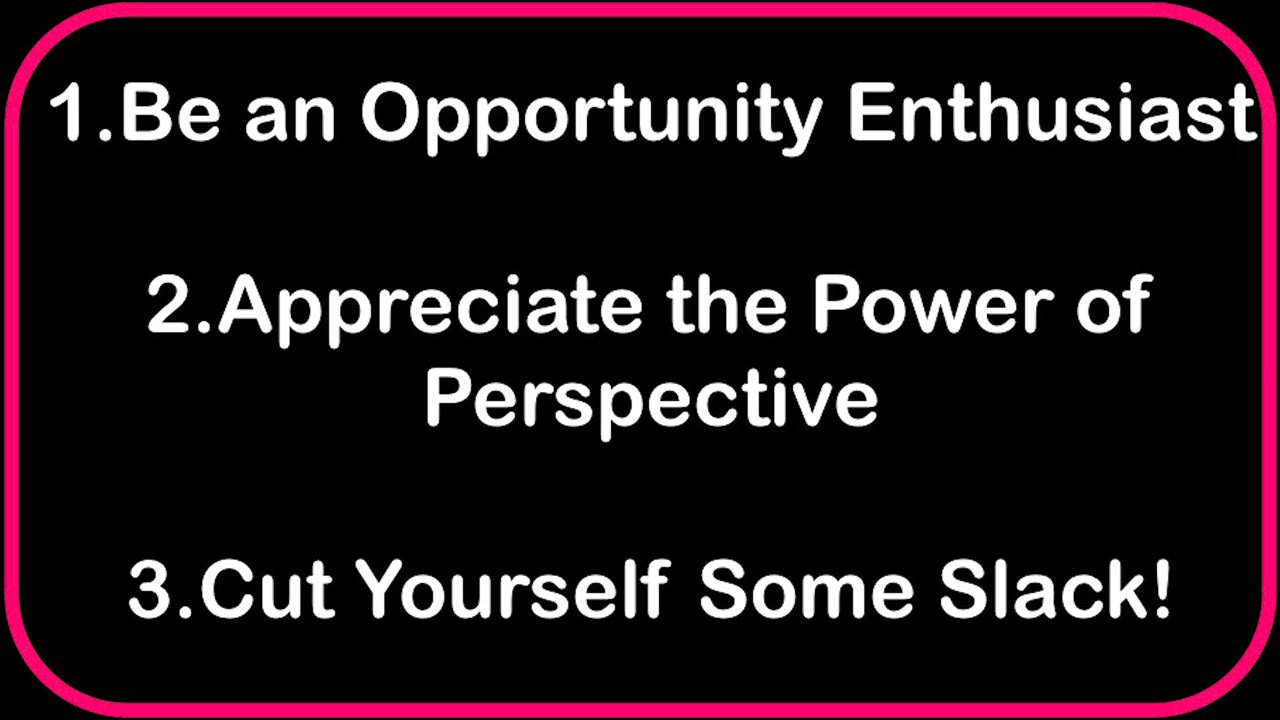 1.Be an Opportunity Enthusiast
2.Appreciate the Power of
Perspective
3.Cut Yourself Some Slack!